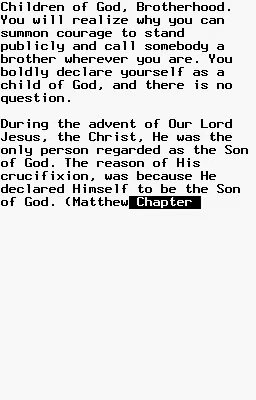 Children of God, Brotherhood.
You will realize why you can
summon courage to stand
publicly and call somebody a
brother wherever you are. You
boldly declare yourself as a
child of God, and there is no
question.

During the advent of Our Lord
Jesus, the Christ, He was the
only person regarded as the Son
of God. The reason of His
crucifixion, was because He
declared Himself to be the Son
of God. (Matthew Chapter